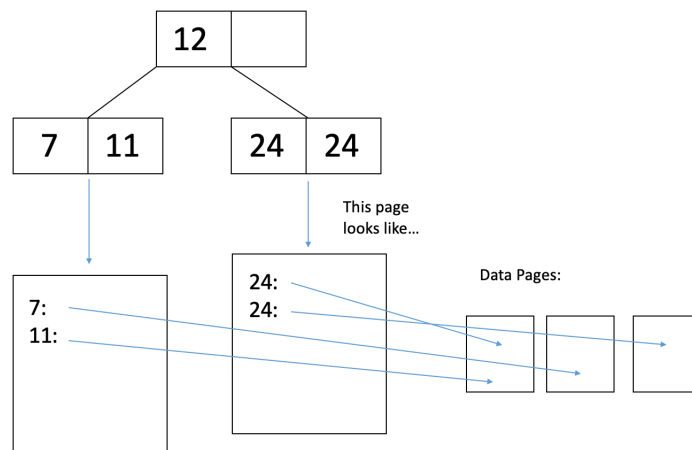 12
7 11 24 24
This page
looks like…
Data Pages:
24:
24:
7:
11: